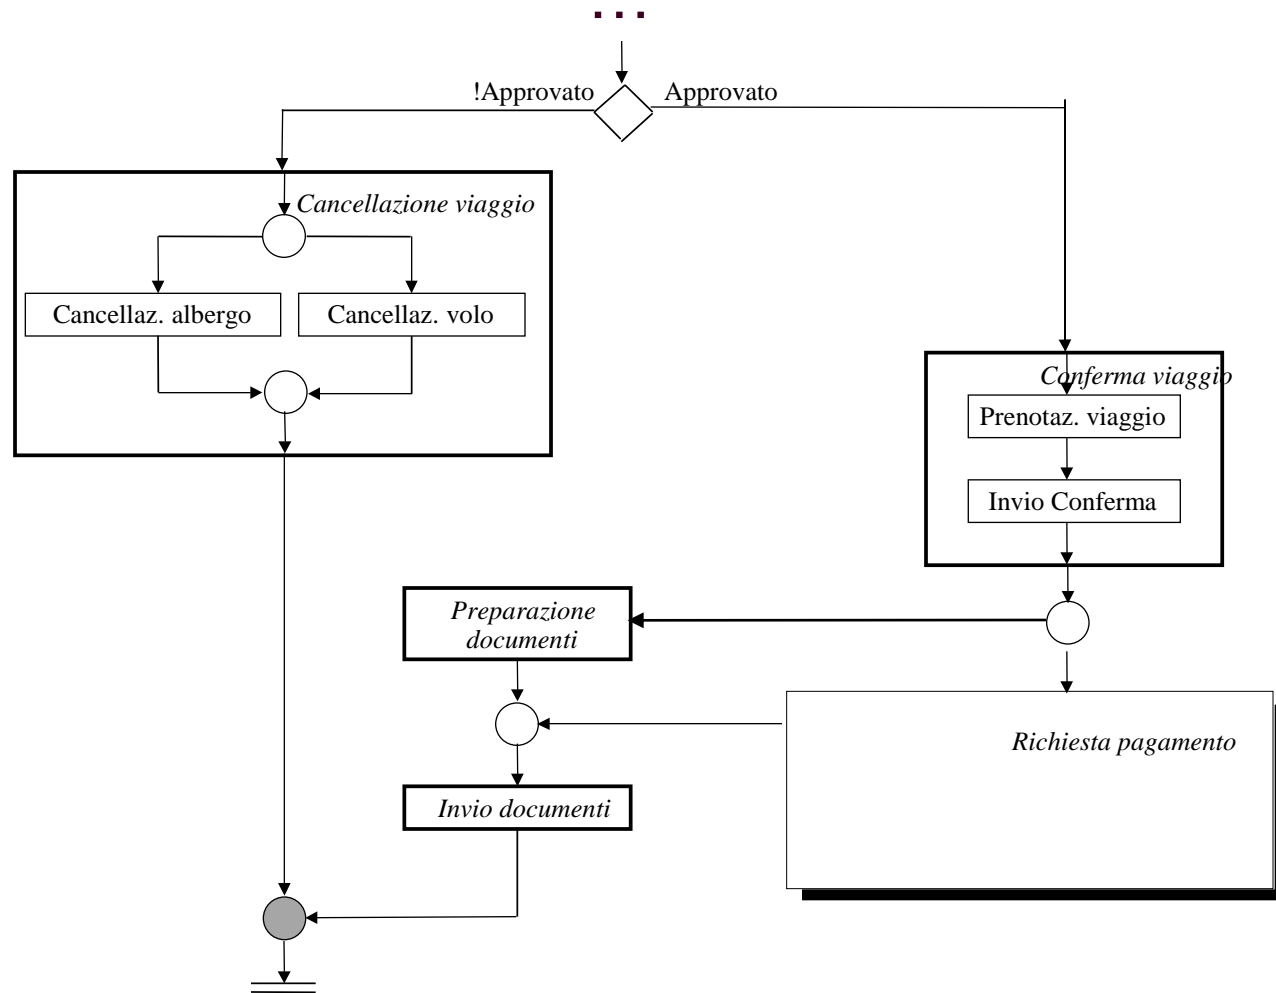 ...
!Approvato
Approvato
Cancellazione viaggio
Cancellaz. albergo
Cancellaz. volo
Conferma viaggio
Prenotaz. viaggio
Invio Conferma
Preparazione
documenti
Richiesta pagamento
Invio documenti